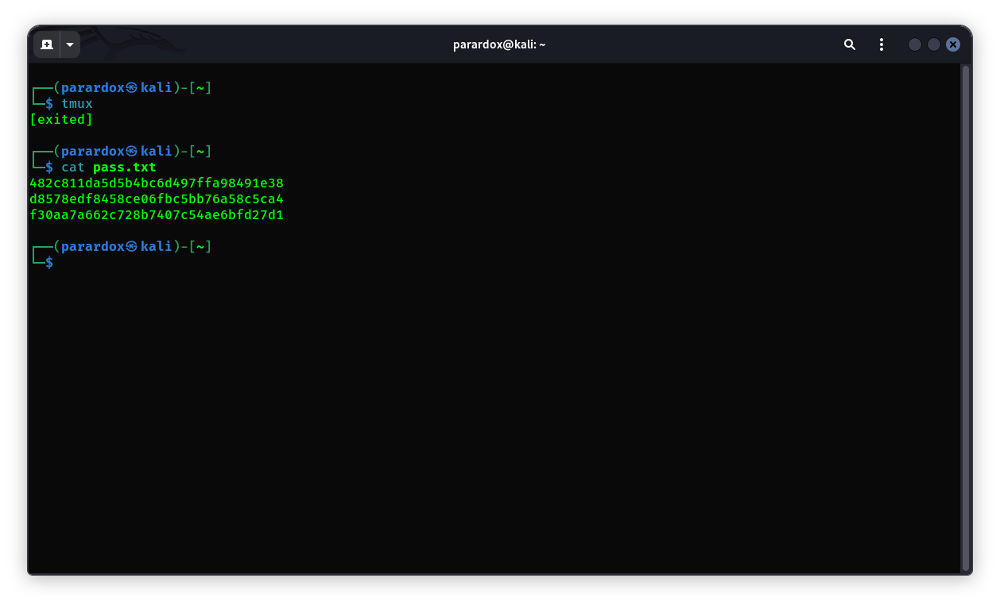 parardox@kali: ~
┌──(parardox㉿kali)-[~]
└─$ tmux
[exited]
┌──(parardox㉿kali)-[~]
└─$ cat pass.txt
482c811da5d5b4bc6d497ffa98491e38
d8578edf8458ce06fbc5bb76a58c5ca4
f30aa7a662c728b7407c54ae6bfd27d1
┌──(parardox㉿kali)-[~]
└─$